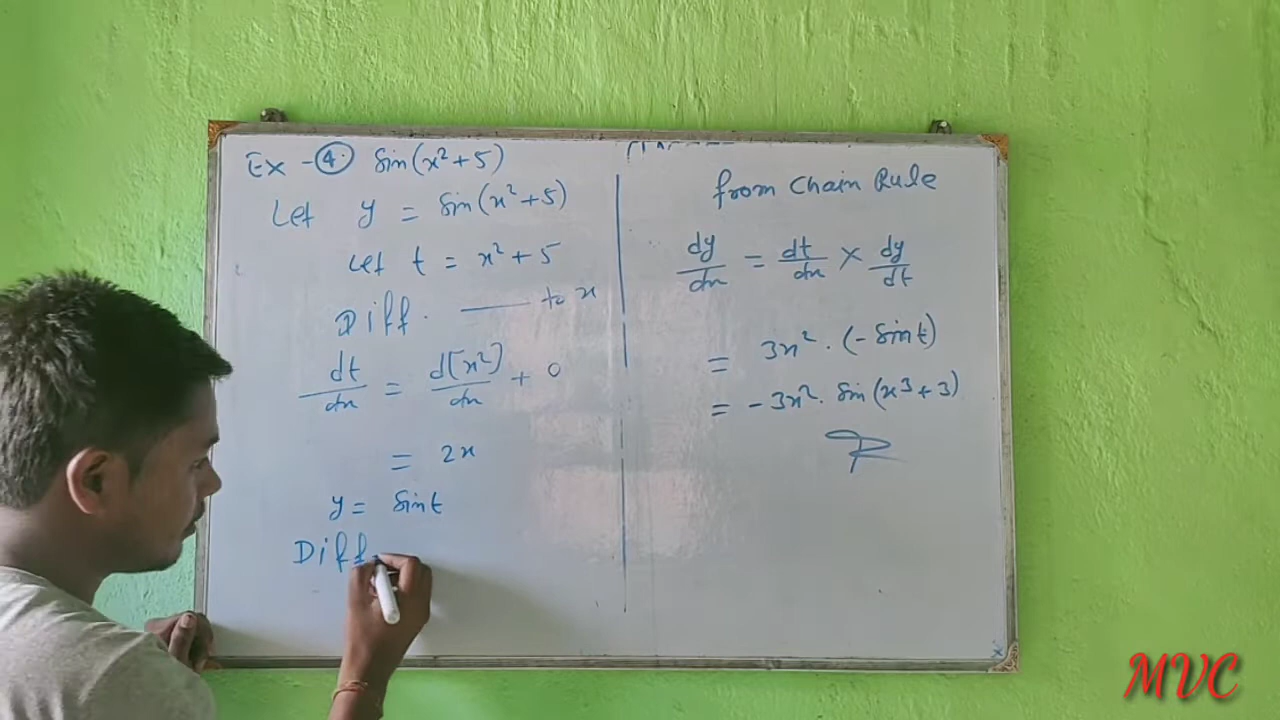 Ex - 4. Sin(x² + 5)
Let y = Sin(x² + 5)
Let t = x² + 5
Diff. —— to x
dt/dx = d[x²]/dx + 0
= 2x
y = Sint
Diff
from Chain Rule
dy/dx = dt/dx × dy/dt
= 3x² · (- Sint)
= - 3x² · Sin(x³ + 3)
MVC